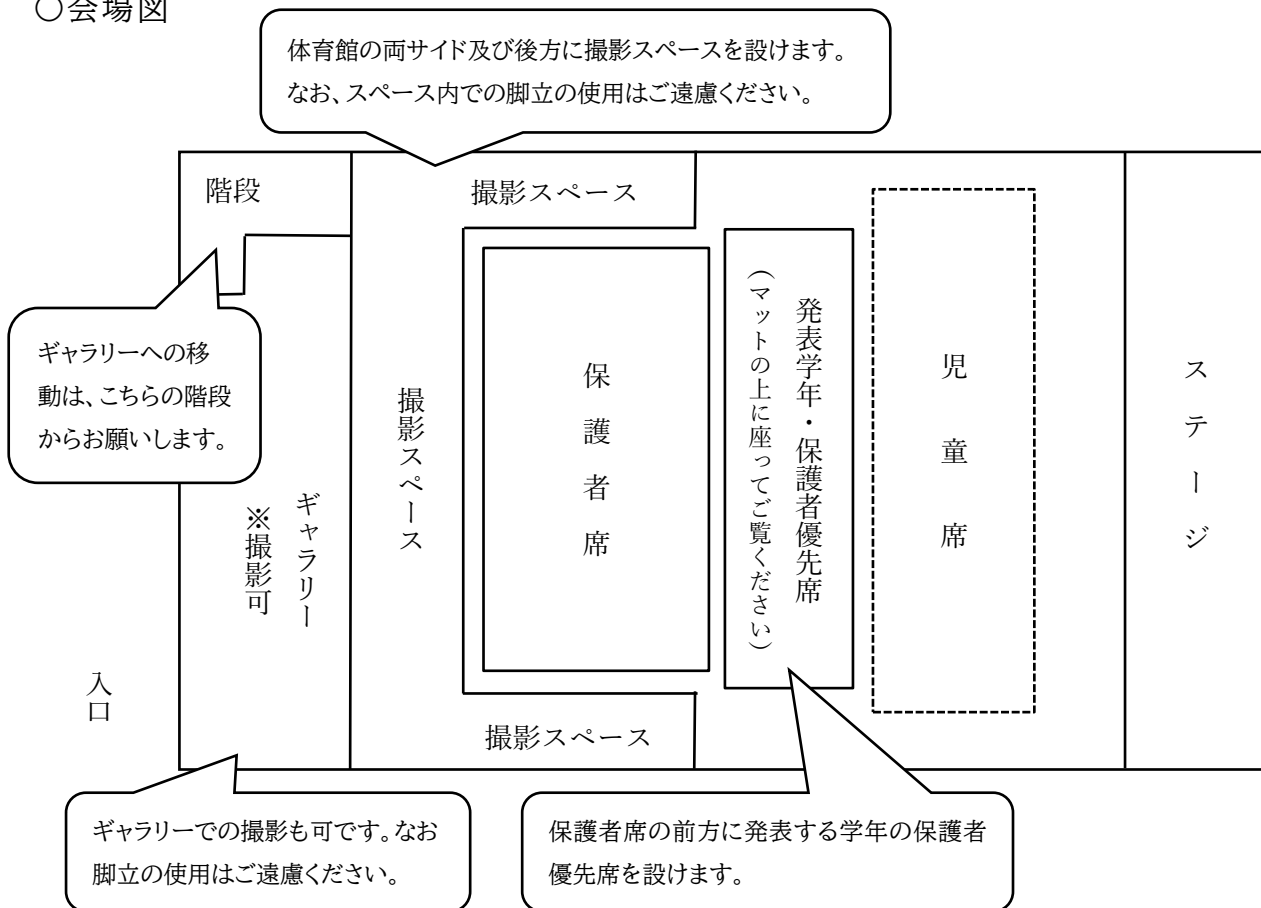 ○会場図
体育館の両サイド及び後方に撮影スペースを設けます。
なお、スペース内での脚立の使用はご遠慮ください。
階段
撮影スペース
ギャラリーへの移
動は、こちらの階段
からお願いします。
ギャラリー
※撮影可
撮影スペース
保護者席
発表学年・保護者優先席
(マットの上に座ってご覧ください)
児童席
ステージ
入口
撮影スペース
ギャラリーでの撮影も可です。なお
脚立の使用はご遠慮ください。
保護者席の前方に発表する学年の保護者
優先席を設けます。